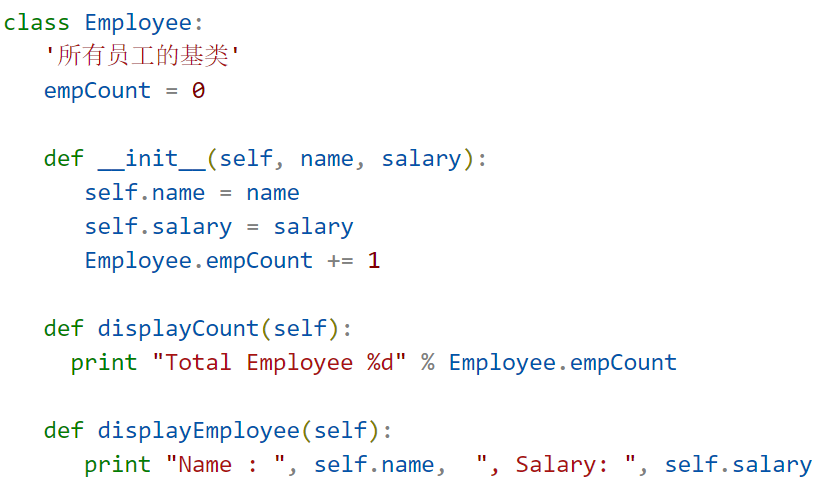 class Employee:
   '所有员工的基类'
   empCount = 0

   def __init__(self, name, salary):
      self.name = name
      self.salary = salary
      Employee.empCount += 1

   def displayCount(self):
     print "Total Employee %d" % Employee.empCount

   def displayEmployee(self):
      print "Name : ", self.name,  ", Salary: ", self.salary